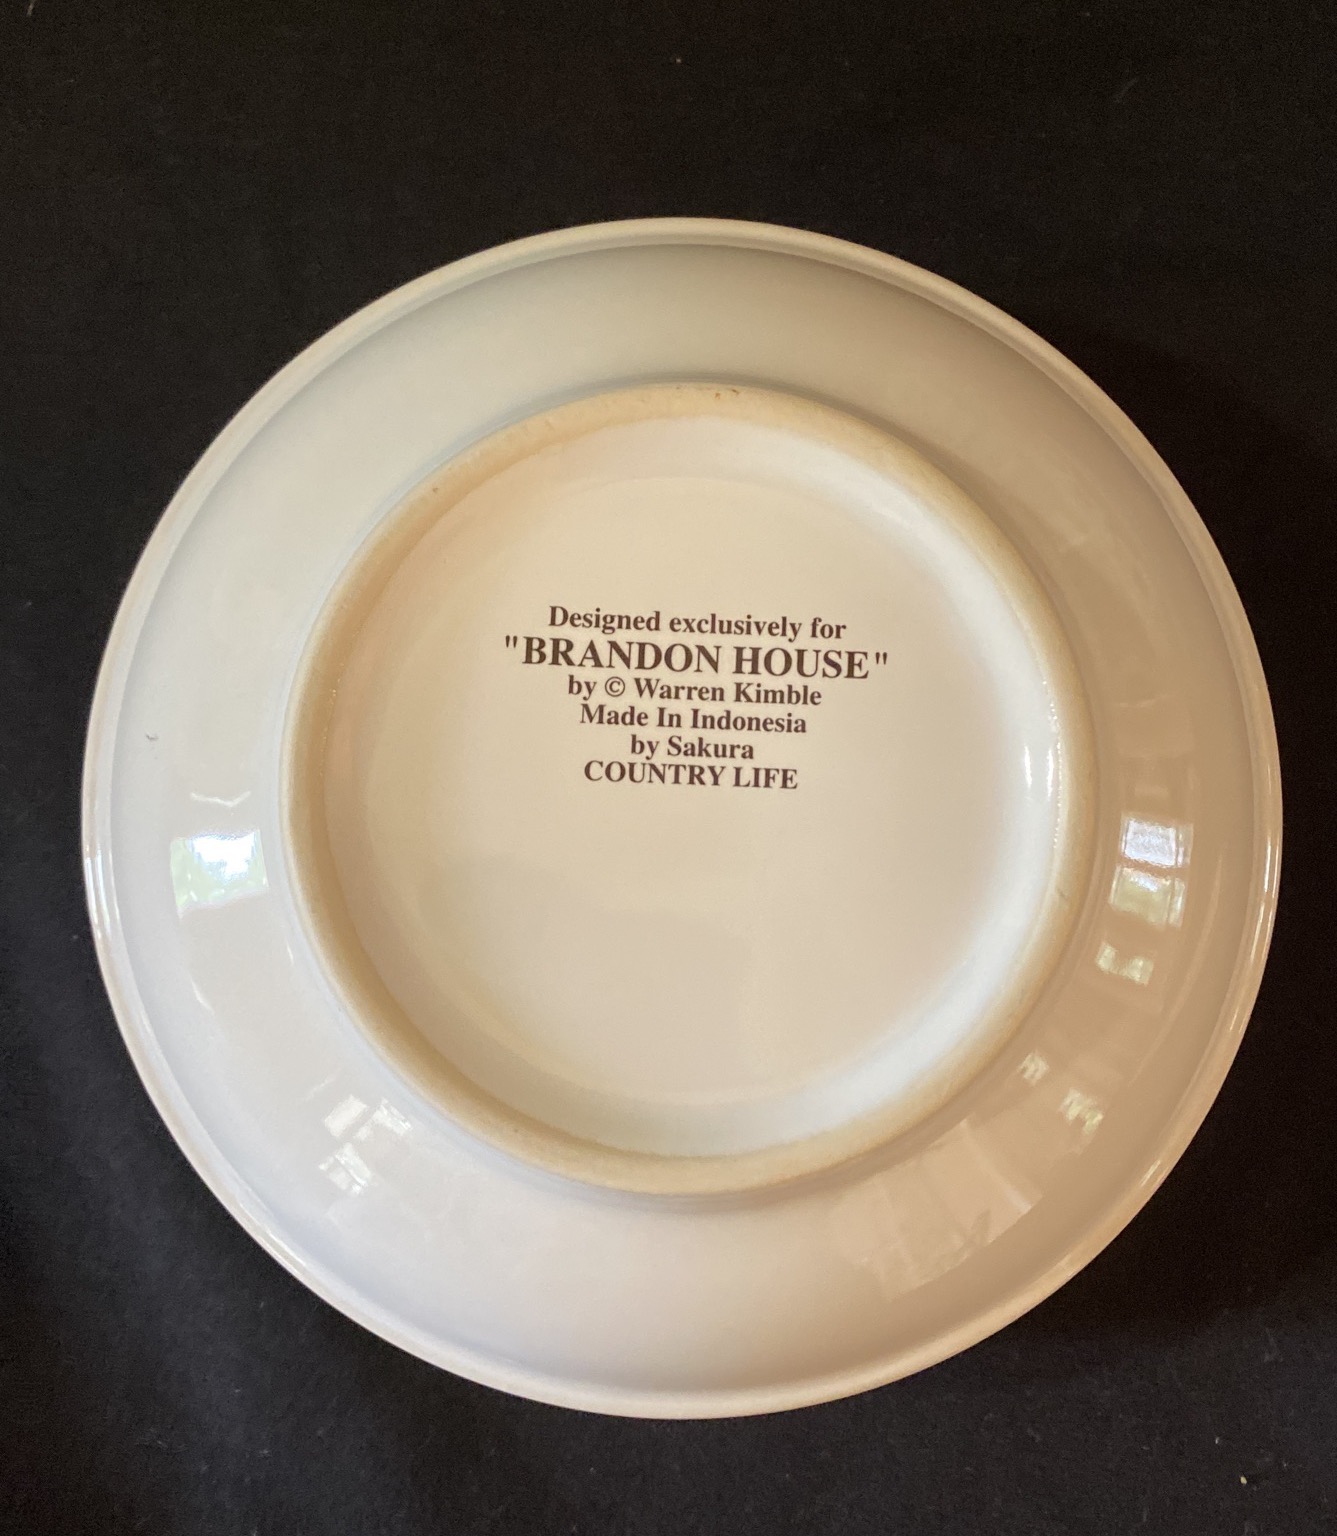 Designed exclusively for
"BRANDON HOUSE"
by © Warren Kimble
Made In Indonesia
by Sakura
COUNTRY LIFE